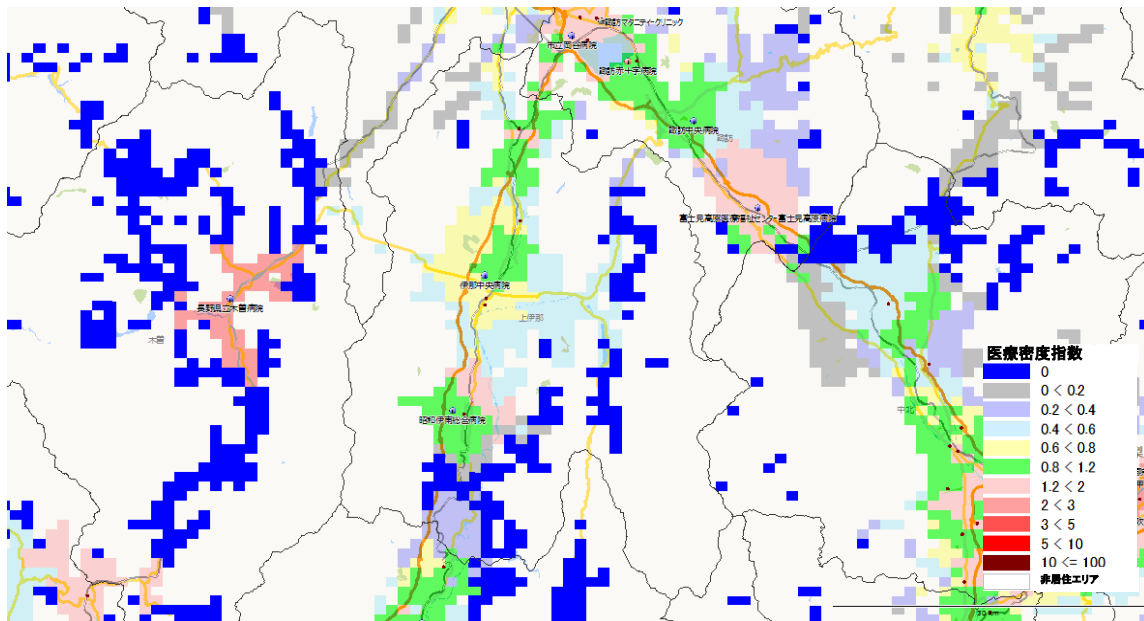 諏訪マタニティークリニック
市立岡谷病院
諏訪赤十字病院
諏訪中央病院
諏訪
富士見高原医療福祉センター富士見高原病院
伊那中央病院
長野県立木曽病院
上伊那
木曽
昭和伊南総合病院
中北
医療密度指数
0
0 < 0.2
0.2 < 0.4
0.4 < 0.6
0.6 < 0.8
0.8 < 1.2
1.2 < 2
2 < 3
3 < 5
5 < 10
10 <= 100
非居住エリア